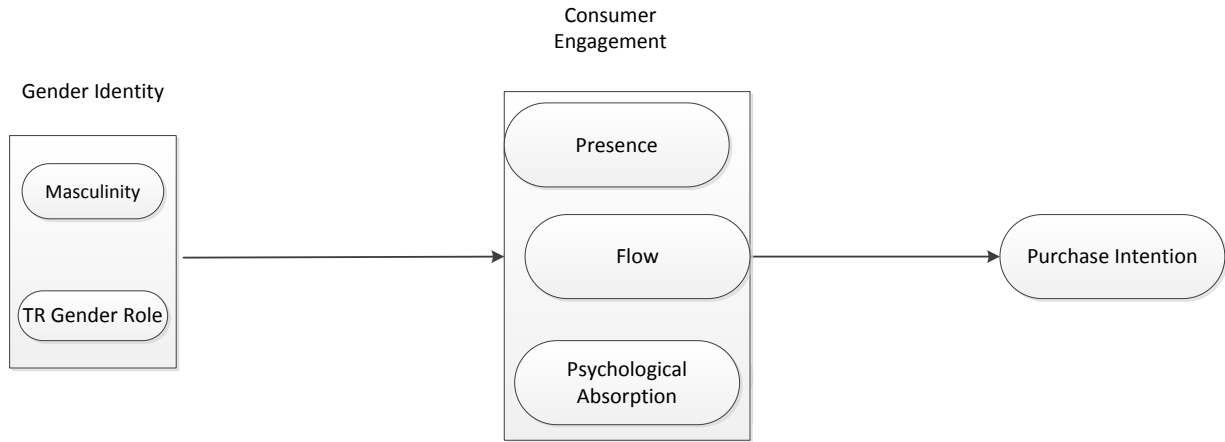 Consumer
Engagement
Gender Identity
Presence
Masculinity
Flow
Purchase Intention
TR Gender Role
Psychological
Absorption